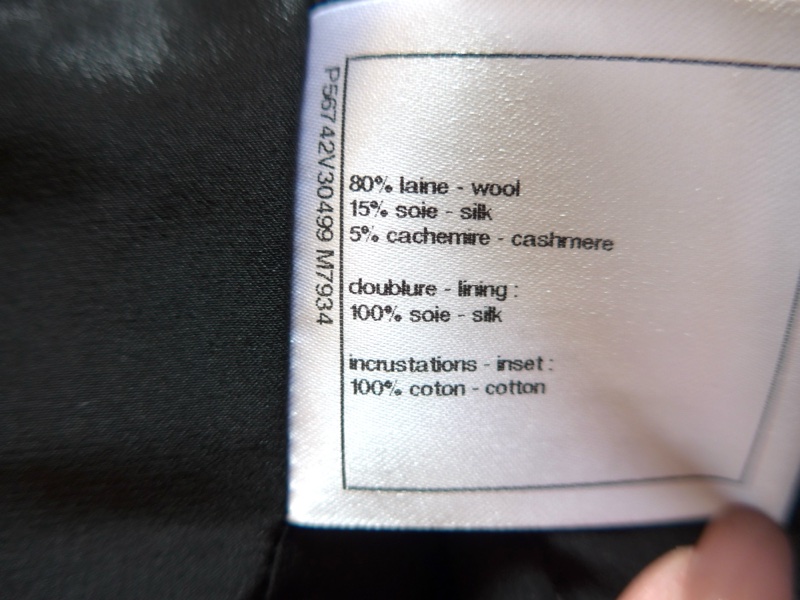 P56742V30499 M7934
80% laine - wool
15% soie - silk
5% cachemire - cashmere
doublure - lining :
100% soie - silk
incrustations - inset :
100% coton - cotton